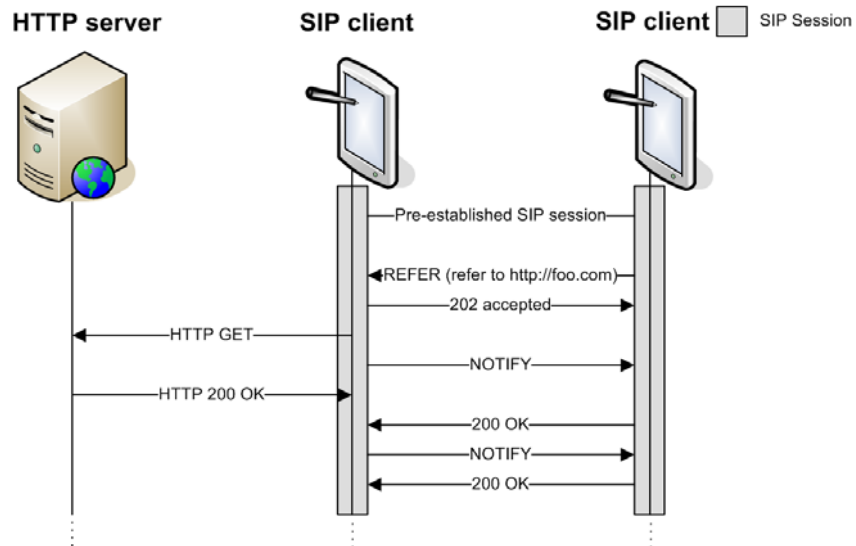 HTTP server
SIP client
SIP client
SIP Session
Pre-established SIP session
REFER (refer to http://foo.com)
202 accepted
HTTP GET
NOTIFY
HTTP 200 OK
200 OK
NOTIFY
200 OK